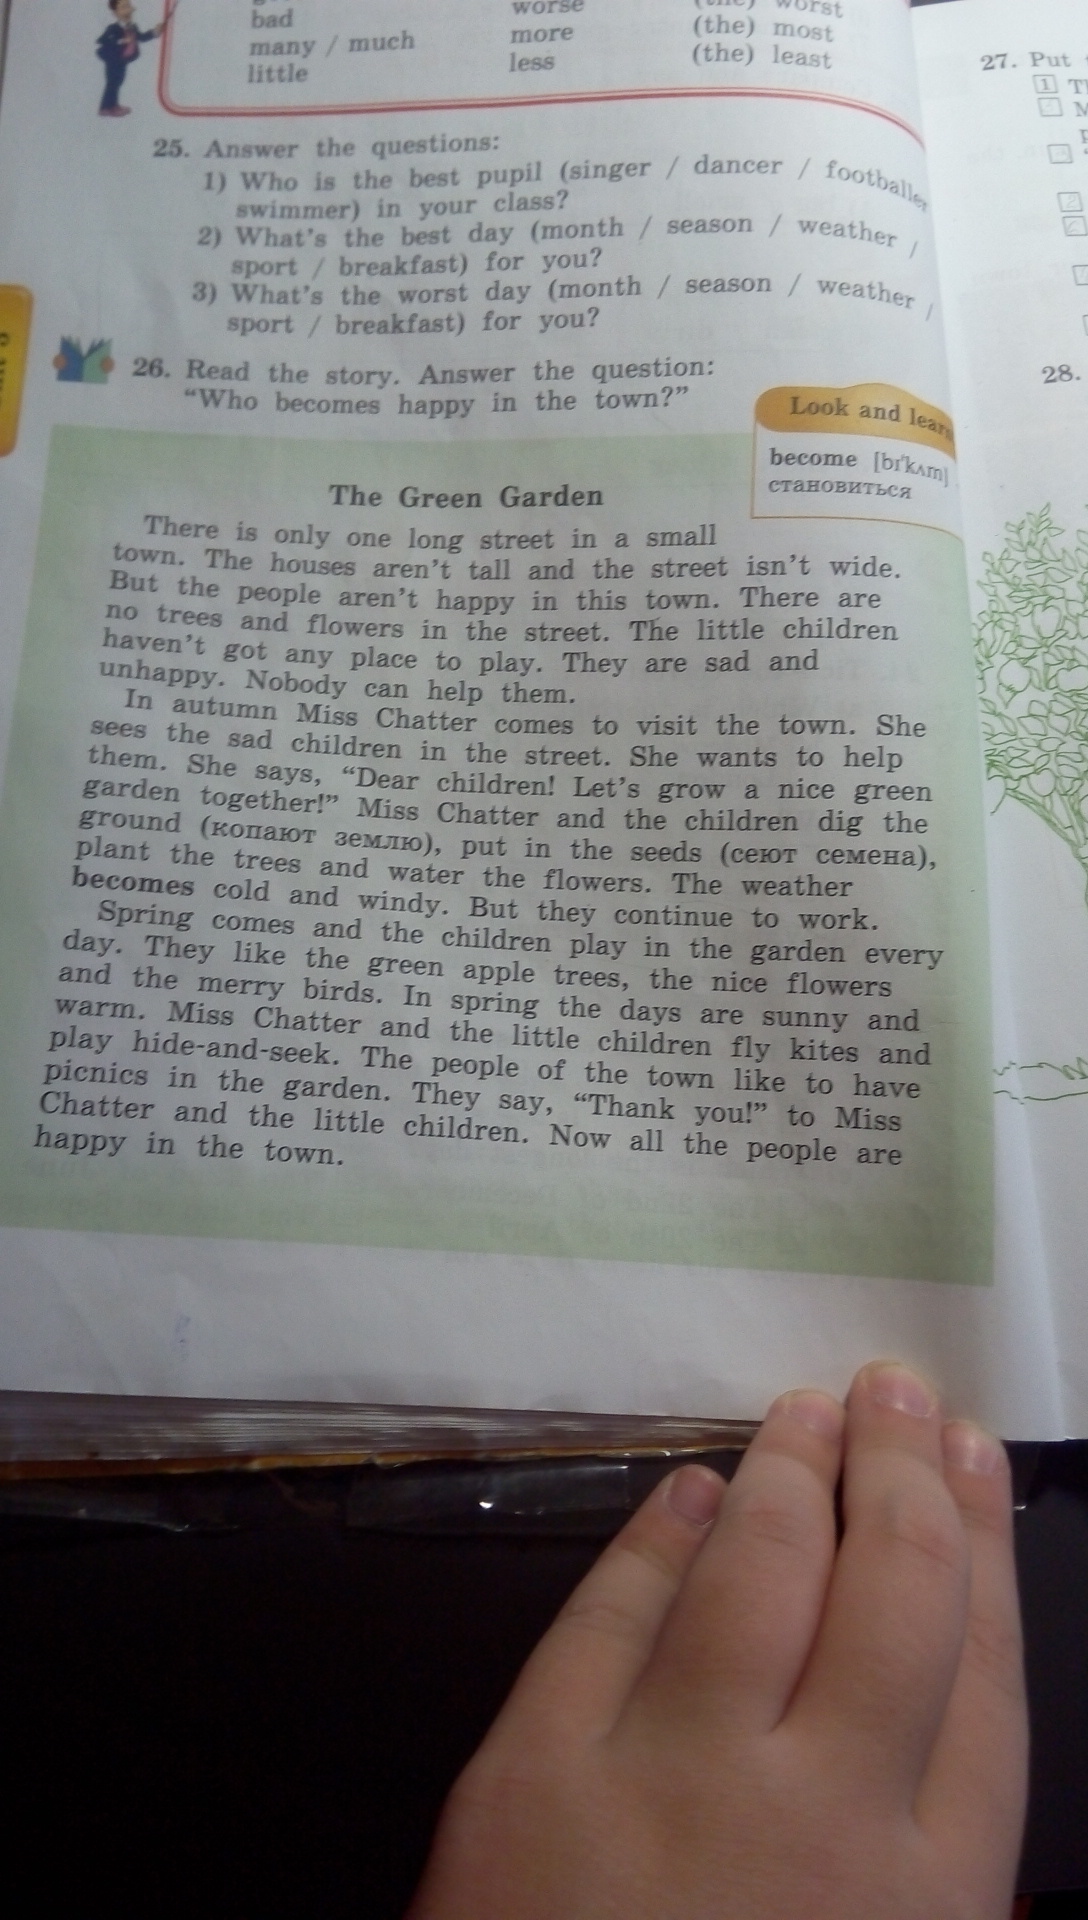 bad worse worst
many / much more (the) most
little less (the) least
25. Answer the questions:
1) Who is the best pupil (singer / dancer / footballer
swimmer) in your class?
2) What's the best day (month / season / weather /
sport / breakfast) for you?
3) What's the worst day (month / season / weather /
sport / breakfast) for you?
26. Read the story. Answer the question:
“Who becomes happy in the town?”
Look and learn
become [bɪˈkʌm]
становиться
The Green Garden
There is only one long street in a small
town. The houses aren't tall and the street isn't wide.
But the people aren't happy in this town. There are
no trees and flowers in the street. The little children
haven't got any place to play. They are sad and
unhappy. Nobody can help them.
In autumn Miss Chatter comes to visit the town. She
sees the sad children in the street. She wants to help
them. She says, “Dear children! Let's grow a nice green
garden together!” Miss Chatter and the children dig the
ground (копают землю), put in the seeds (сеют семена),
plant the trees and water the flowers. The weather
becomes cold and windy. But they continue to work.
Spring comes and the children play in the garden every
day. They like the green apple trees, the nice flowers
and the merry birds. In spring the days are sunny and
warm. Miss Chatter and the little children fly kites and
play hide-and-seek. The people of the town like to have
picnics in the garden. They say, “Thank you!” to Miss
Chatter and the little children. Now all the people are
happy in the town.
27. Put
1
28.